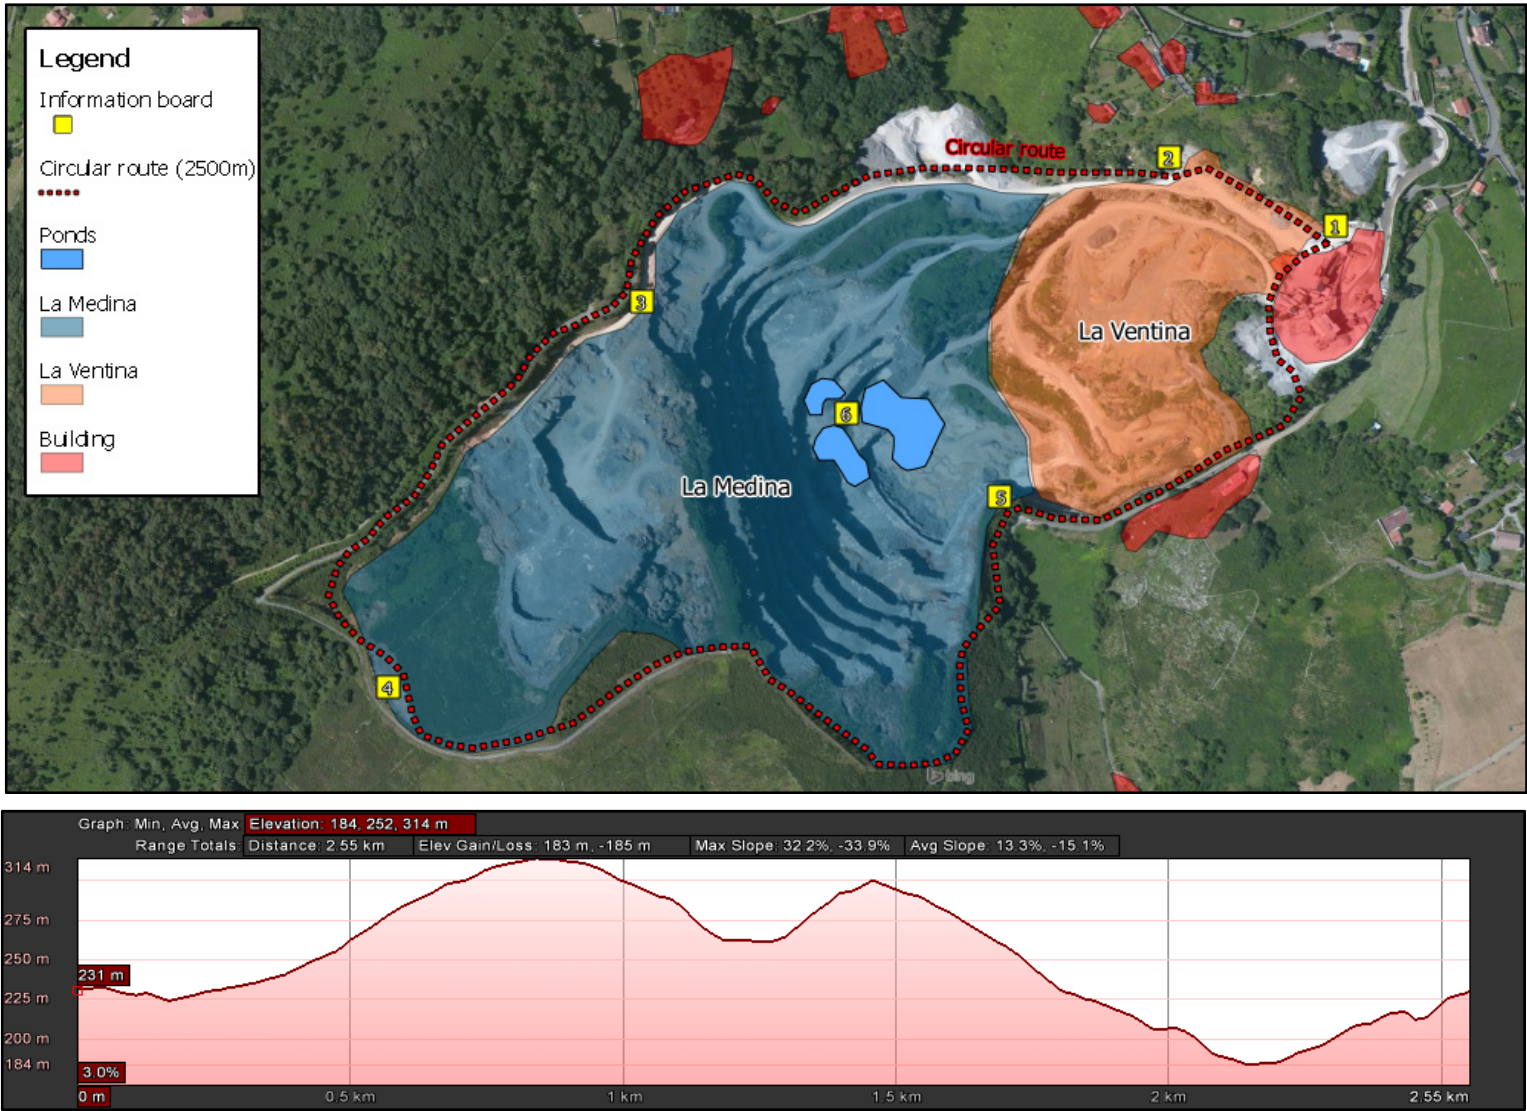 Legend
Information board
Circular route (2500m)
Ponds
La Medina
La Ventina
Building
Circular route
2
1
3
La Ventina
6
La Medina
5
4
bing
Graph: Min, Avg, Max Elevation: 184, 252, 314 m
Range Totals: Distance: 2.55 km Elev Gain/Loss: 183 m, -185 m Max Slope: 32.2%, -33.9% Avg Slope: 13.3%, -15.1%
314 m
275 m
250 m
231 m
225 m
200 m
184 m
3.0%
0 m 0.5 km 1 km 1.5 km 2 km 2.55 km